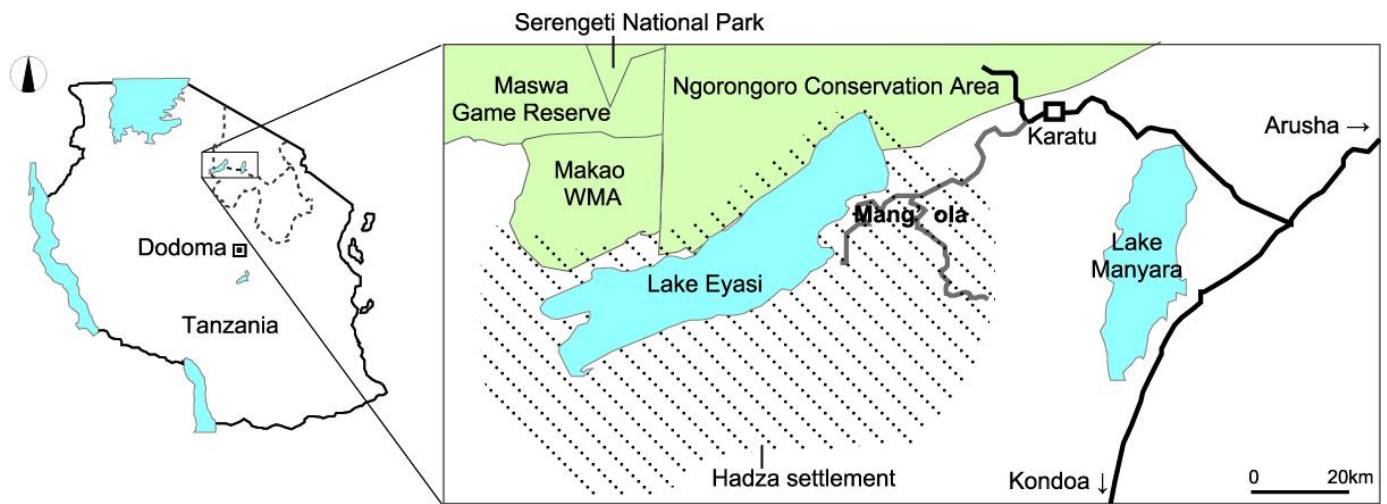 Serengeti National Park
Maswa
Game Reserve
Ngorongoro Conservation Area
Karatu
Arusha →
Makao
WMA
Mang ola
Dodoma
Lake Eyasi
Lake
Manyara
Tanzania
Hadza settlement
Kondoa ↓
0 20km